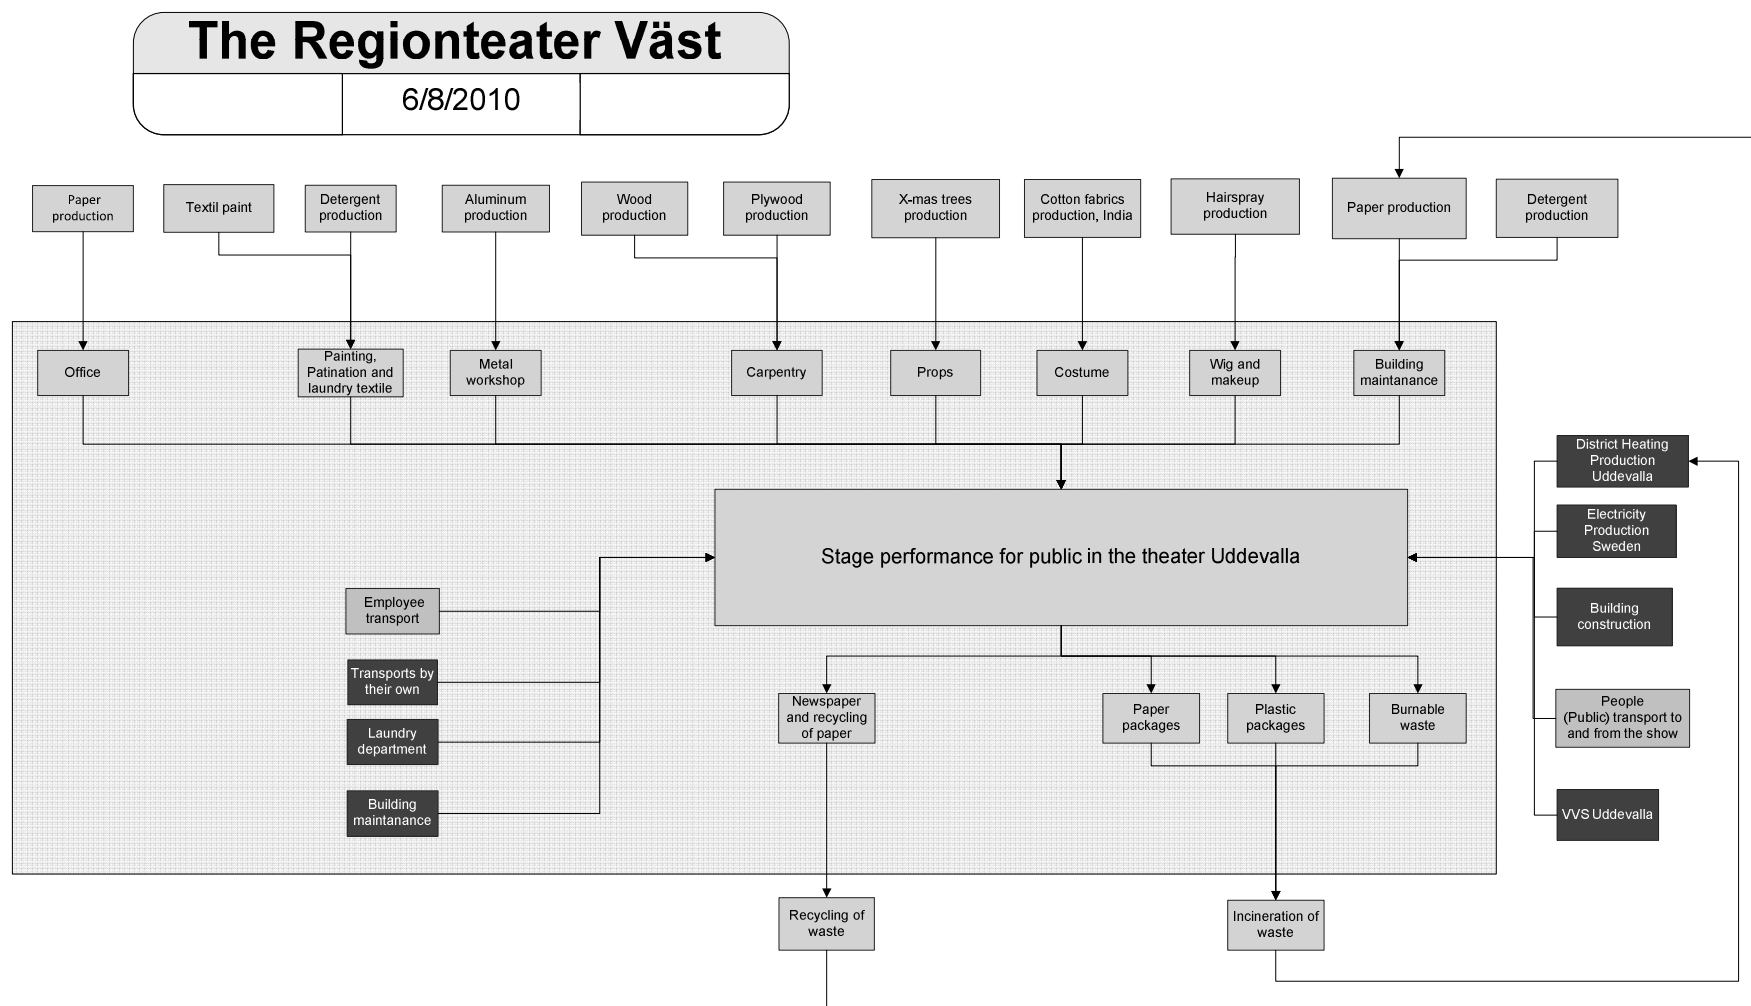 The Regionteater Väst
6/8/2010
Paper
production
Textil paint
Detergent
production
Aluminum
production
Wood
production
Plywood
production
X-mas trees
production
Cotton fabrics
production, India
Hairspray
production
Paper production
Detergent
production
Office
Painting,
Patination and
laundry textile
Metal
workshop
Carpentry
Props
Costume
Wig and
makeup
Building
maintanance
District Heating
Production
Uddevalla
Electricity
Production
Sweden
Stage performance for public in the theater Uddevalla
Employee
transport
Building
construction
Transports by
their own
Newspaper
and recycling
of paper
Paper
packages
Plastic
packages
Burnable
waste
People
(Public) transport to
and from the show
Laundry
department
Building
maintanance
VVS Uddevalla
Recycling of
waste
Incineration of
waste